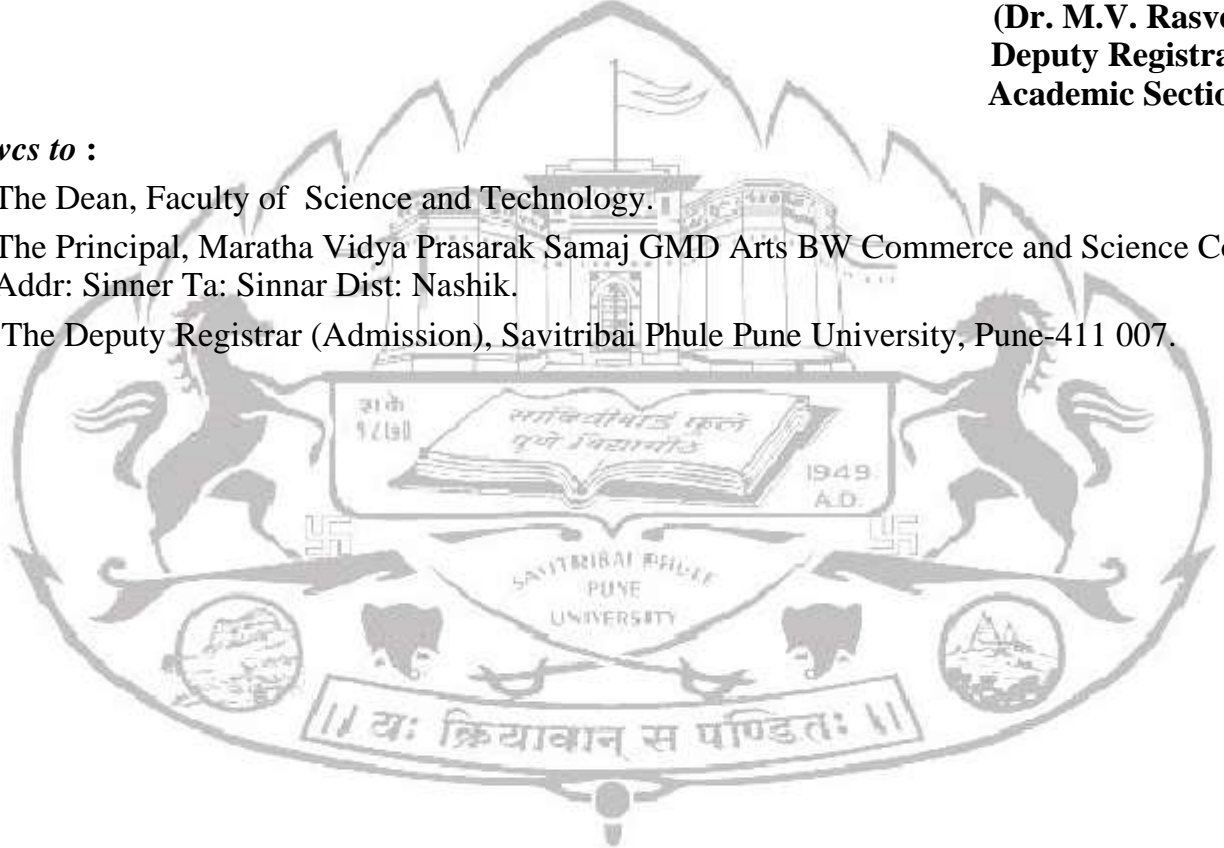 (Dr. M.V. Rasve
Deputy Registra
Academic Sectio
wcs to :
The Dean, Faculty of Science and Technology.
The Principal, Maratha Vidya Prasarak Samaj GMD Arts BW Commerce and Science Co
Addr: Sinner Ta: Sinnar Dist: Nashik.
The Deputy Registrar (Admission), Savitribai Phule Pune University, Pune-411 007.
सावित्रीबाई फुले
पुणे विद्यापीठ
1949
A.D.
SAVITRIBAI PHULE
PUNE
UNIVERSITY
।। यः क्रियावान् स पण्डितः ।।